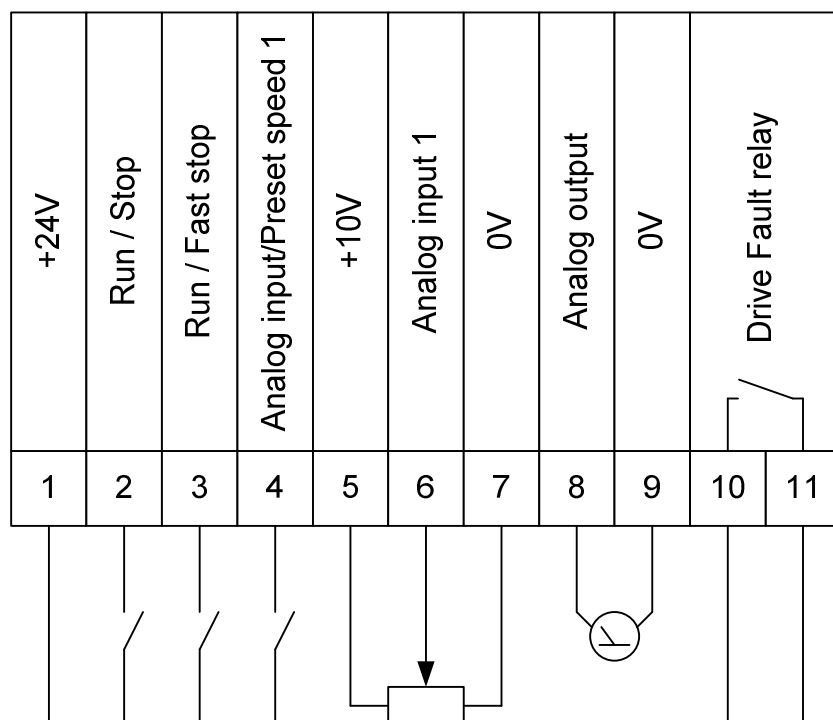 +24V
Run / Stop
Run / Fast stop
Analog input/Preset speed 1
+10V
Analog input 1
0V
Analog output
0V
Drive Fault relay
1
2
3
4
5
6
7
8
9
10
11